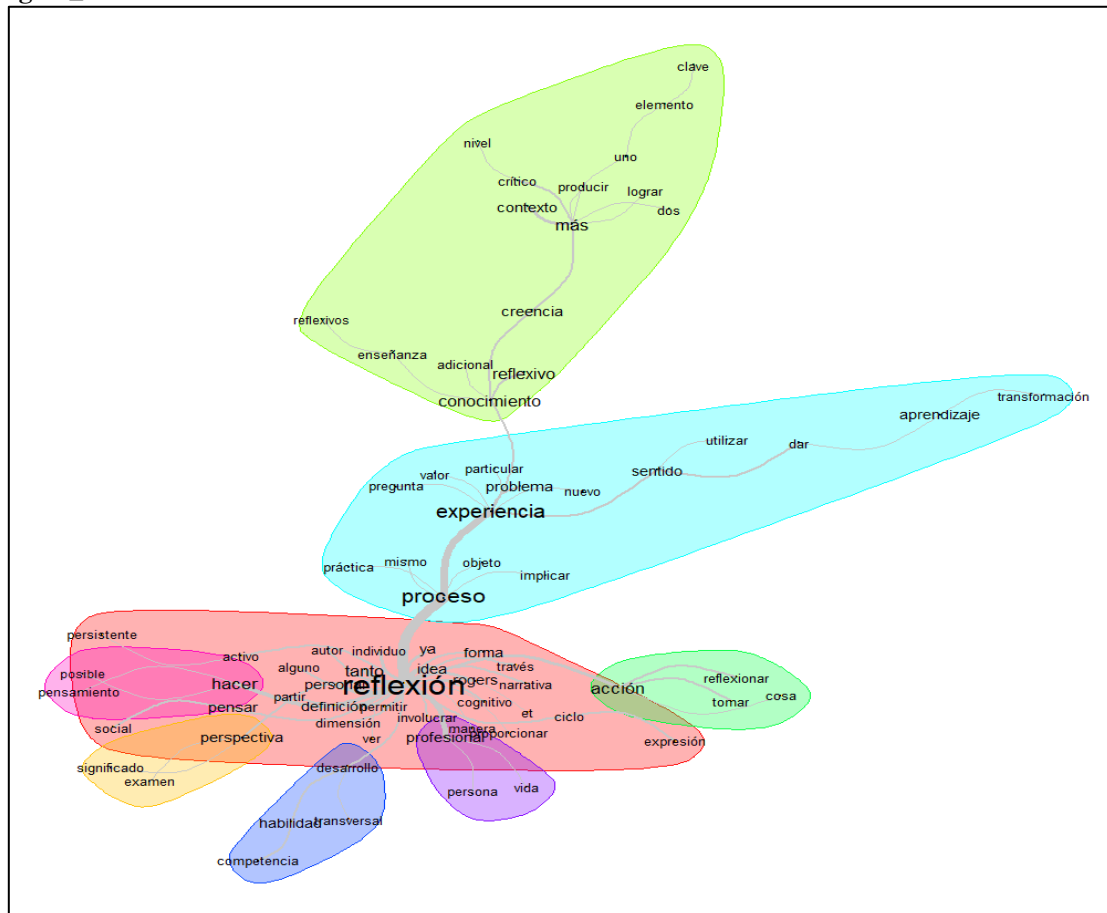 clave
elemento
nivel
uno
crítico
producir
lograr
contexto
dos
más
creencia
reflexivos
enseñanza
adicional
reflexivo
conocimiento
transformación
aprendizaje
utilizar
dar
sentido
particular
valor
problema
pregunta
nuevo
experiencia
mismo
objeto
práctica
implicar
proceso
persistente
autor
individuo
ya
forma
activo
alguno
tanto
idea
través
posible
hacer
personal
reflexión
rogers
narrativa
acción
reflexionar
pensamiento
partir
cosa
pensar
definición
permitir
cognitivo
tomar
et
ciclo
social
dimensión
involucrar
manera
perspectiva
ver
profesional
proporcionar
expresión
significado
desarrollo
examen
persona
vida
habilidad
transversal
competencia